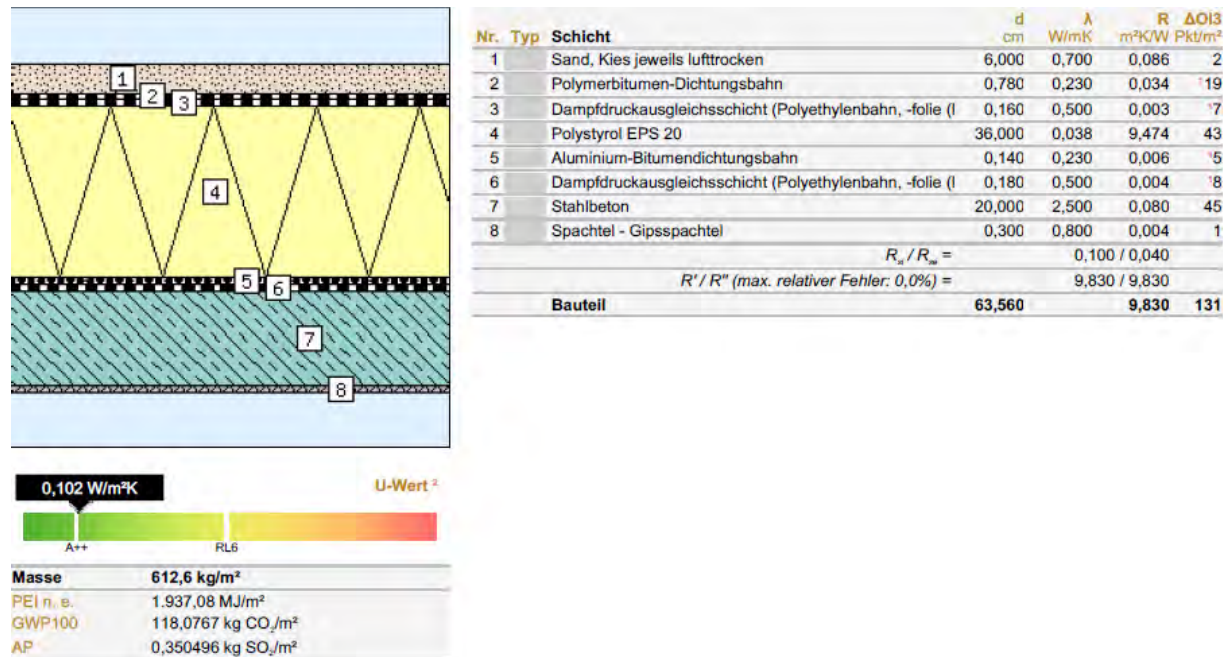 1
2
3
4
5
6
7
8
0,102 W/m²K
U-Wert ²
A++
RL6
Masse 612,6 kg/m²
PEI n. e. 1.937,08 MJ/m²
GWP100 118,0767 kg CO₂/m²
AP 0,350496 kg SO₂/m²
d λ R ΔOI3
Nr. Typ Schicht cm W/mK m²K/W Pkt/m²
1 Sand, Kies jeweils lufttrocken 6,000 0,700 0,086 2
2 Polymerbitumen-Dichtungsbahn 0,780 0,230 0,034 ¹19
3 Dampfdruckausgleichsschicht (Polyethylenbahn, -folie (l 0,160 0,500 0,003 ¹7
4 Polystyrol EPS 20 36,000 0,038 9,474 43
5 Aluminium-Bitumendichtungsbahn 0,140 0,230 0,006 ¹5
6 Dampfdruckausgleichsschicht (Polyethylenbahn, -folie (l 0,180 0,500 0,004 ¹8
7 Stahlbeton 20,000 2,500 0,080 45
8 Spachtel - Gipsspachtel 0,300 0,800 0,004 1
R / R = 0,100 / 0,040
R' / R" (max. relativer Fehler: 0,0%) = 9,830 / 9,830
Bauteil 63,560 9,830 131